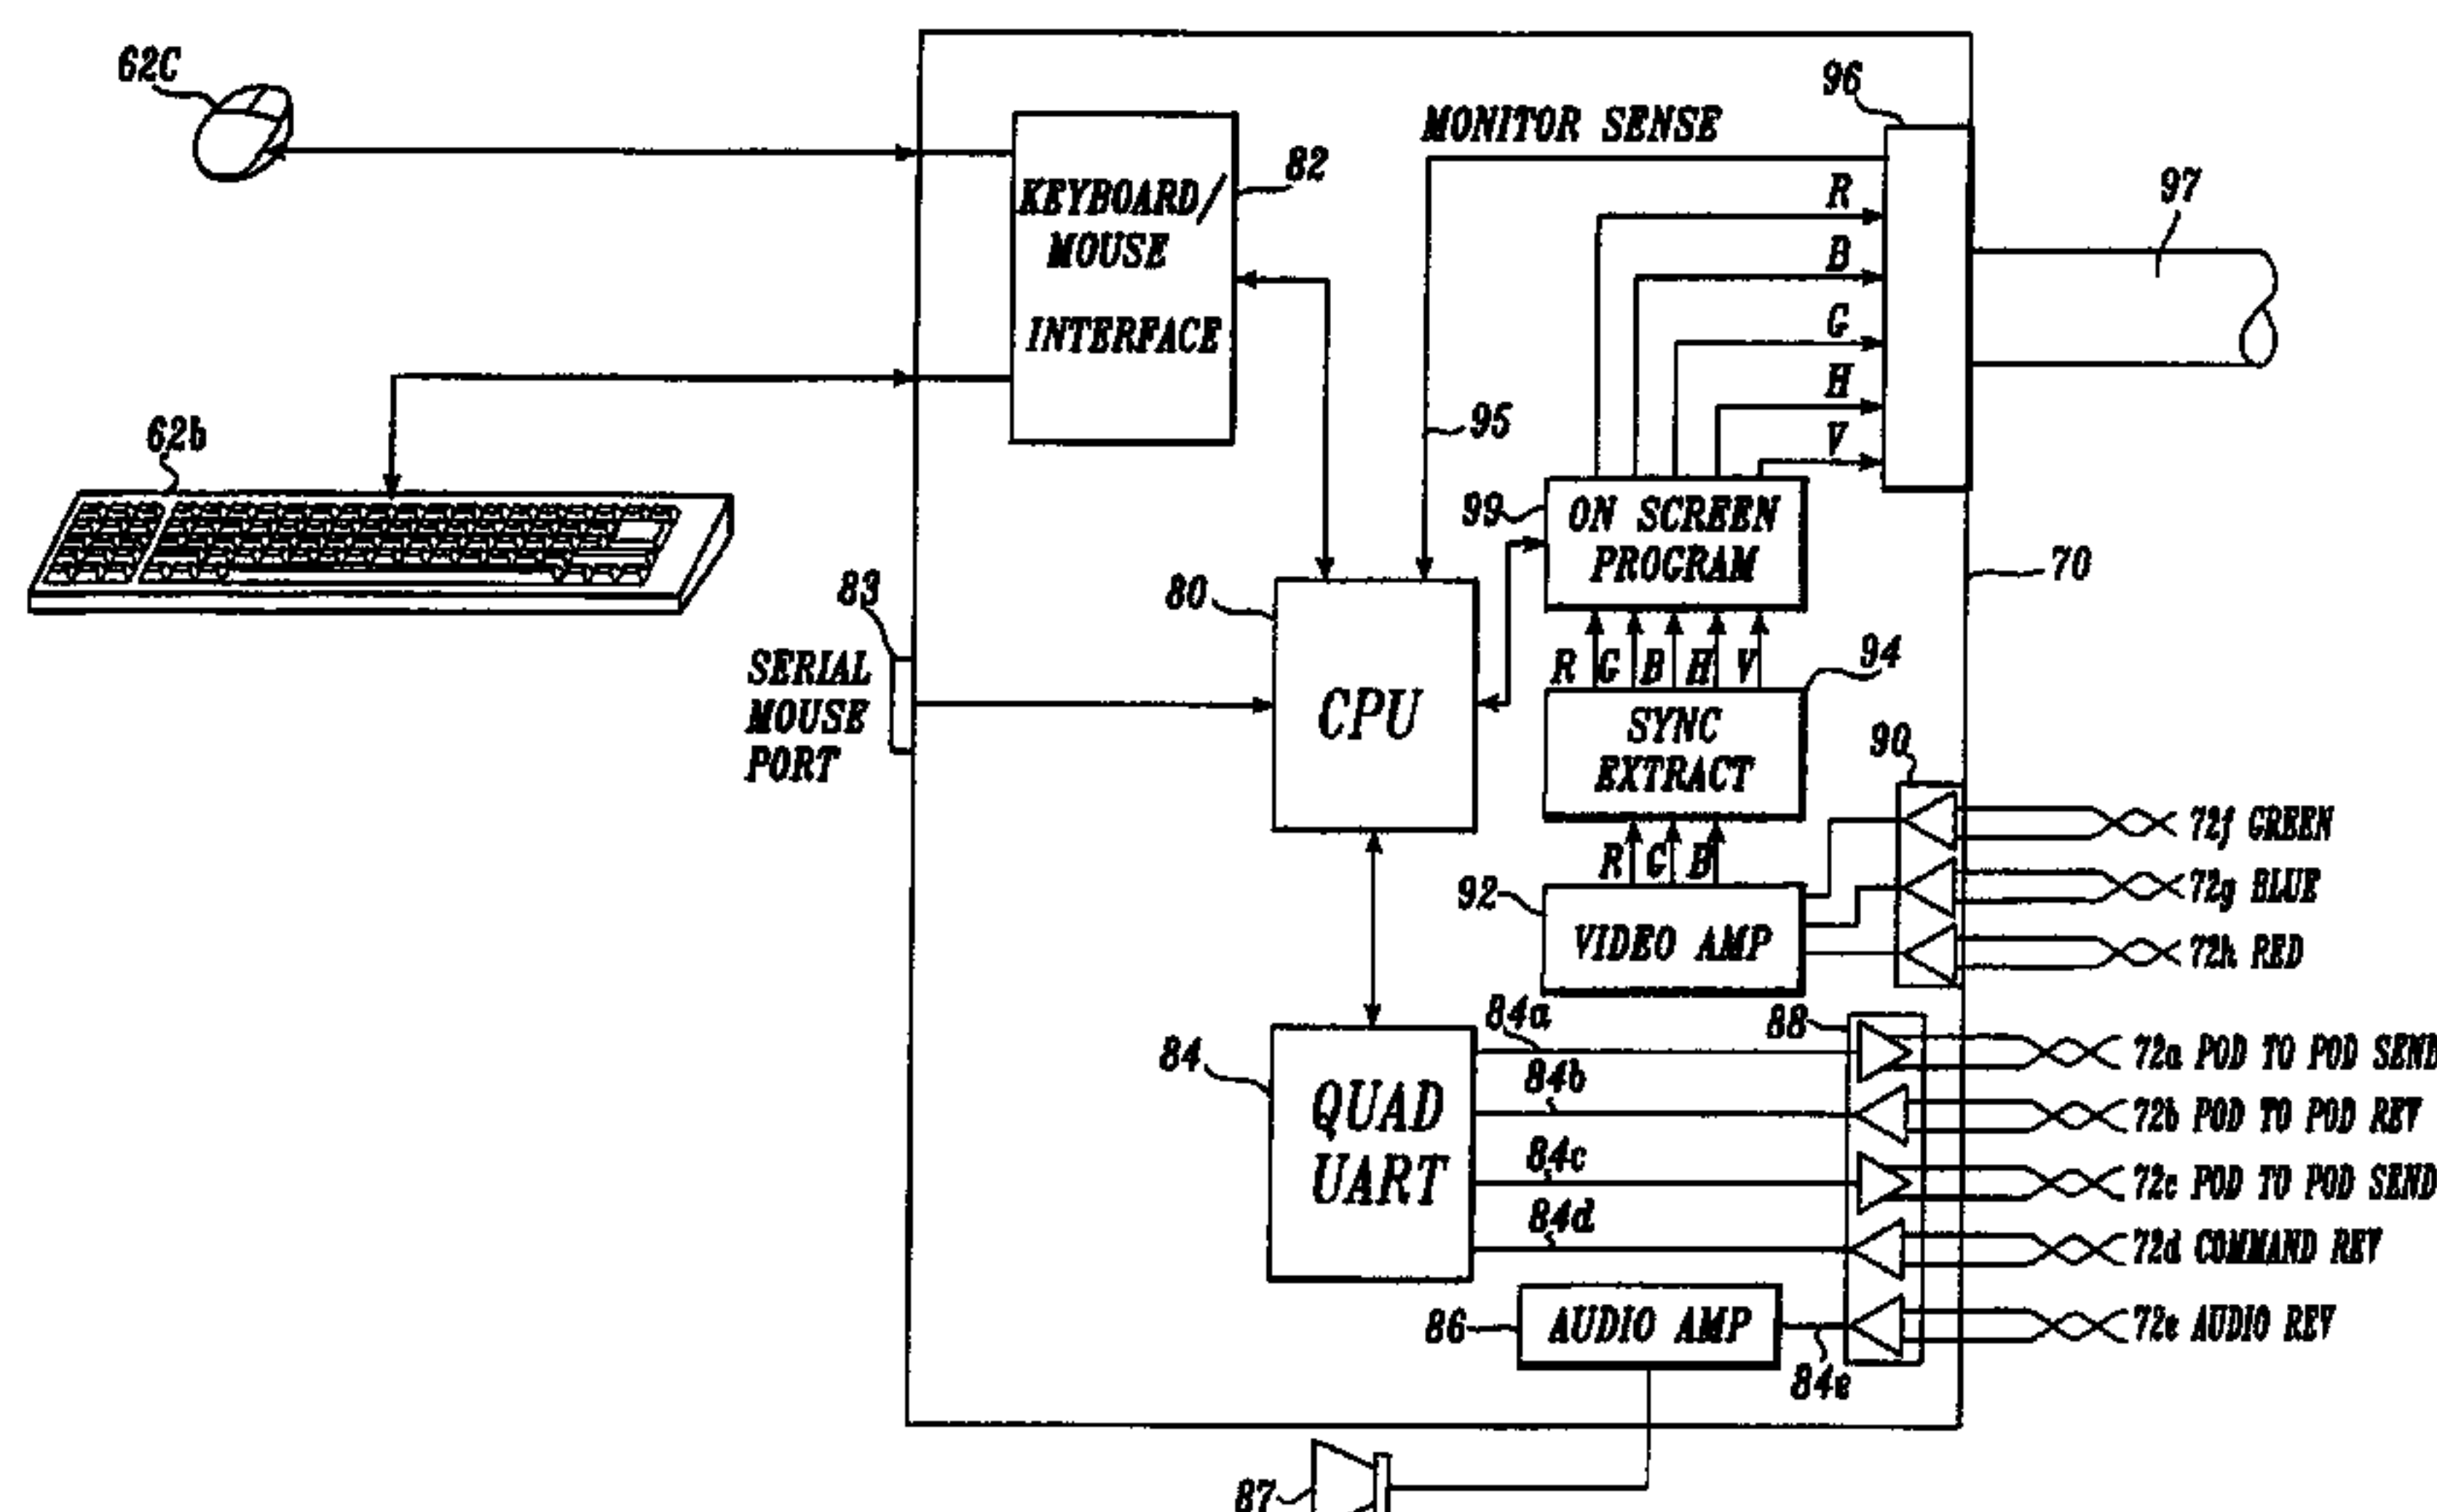 62C
96
MONITOR SENSE
82
R
97
KEYBOARD/
MOUSE
INTERFACE
B
G
H
V
95
62b
99
ON SCREEN
PROGRAM
70
83
80
SERIAL
MOUSE
PORT
CPU
R G B H V
94
SYNC
EXTRACT
90
72f GREEN
R G B
72g BLUE
92
VIDEO AMP
72h RED
84a
88
84
72a POD TO POD SEND
84b
QUAD
UART
72b POD TO POD REV
84c
72c POD TO POD SEND
84d
72d COMMAND REV
86
AUDIO AMP
72e AUDIO REV
84e
87